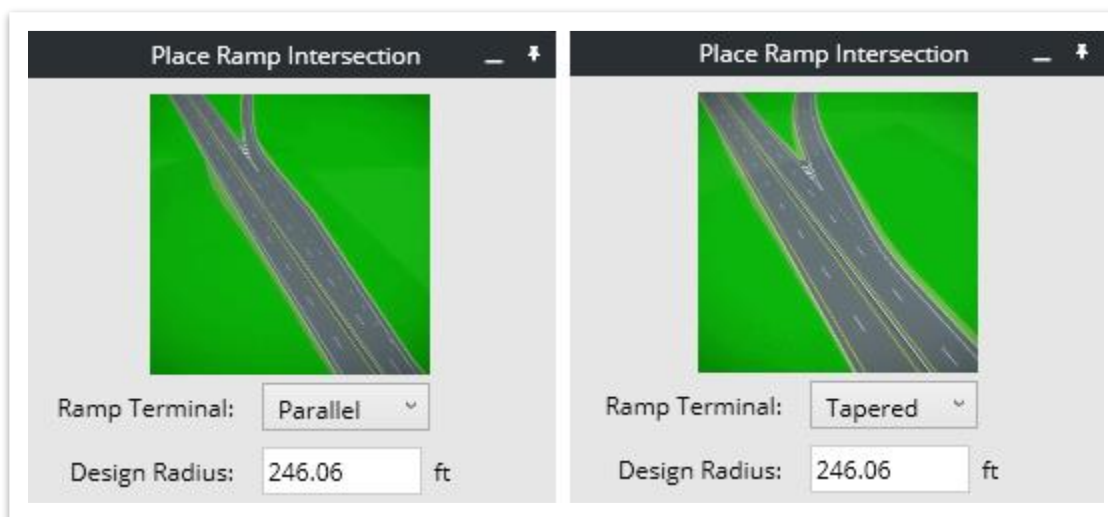 Place Ramp Intersection
Ramp Terminal: Parallel
Design Radius: 246.06 ft
Place Ramp Intersection
Ramp Terminal: Tapered
Design Radius: 246.06 ft